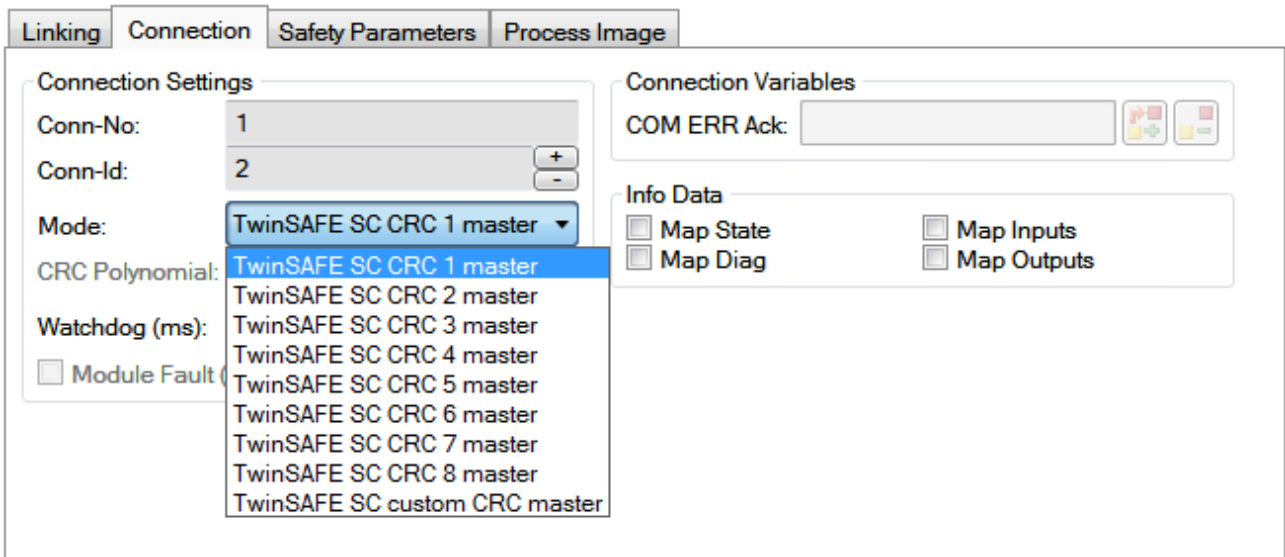 Linking Connection Safety Parameters Process Image
Connection Settings
Conn-No: 1
Conn-Id: 2
+
-
Mode: TwinSAFE SC CRC 1 master
CRC Polynomial:
Watchdog (ms):
Module Fault (
TwinSAFE SC CRC 1 master
TwinSAFE SC CRC 2 master
TwinSAFE SC CRC 3 master
TwinSAFE SC CRC 4 master
TwinSAFE SC CRC 5 master
TwinSAFE SC CRC 6 master
TwinSAFE SC CRC 7 master
TwinSAFE SC CRC 8 master
TwinSAFE SC custom CRC master
Connection Variables
COM ERR Ack:
Info Data
Map State Map Inputs
Map Diag Map Outputs